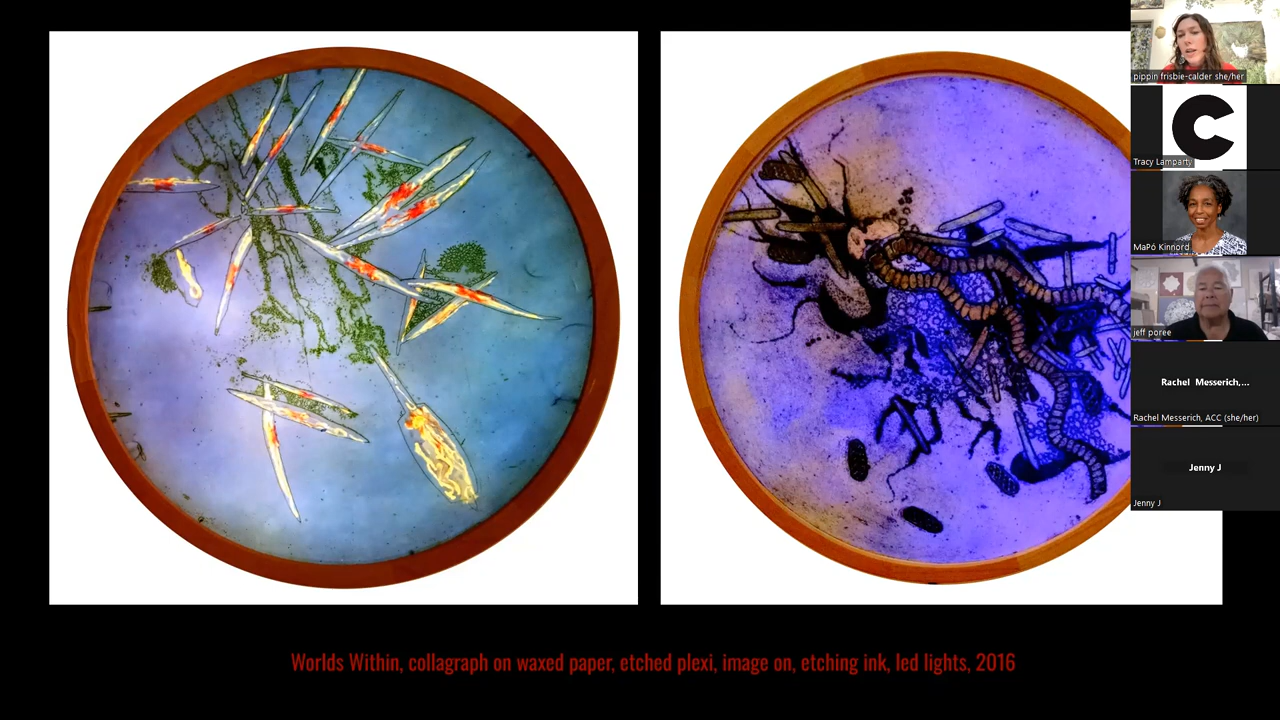 pippin frisbie-calder she/her
Tracy Lamparty
MaPó Kinnord
jeff poree
Rachel Messerich,...
Rachel Messerich, ACC (she/her)
Jenny J
Jenny J
Worlds Within, collagraph on waxed paper, etched plexi, image on, etching ink, led lights, 2016